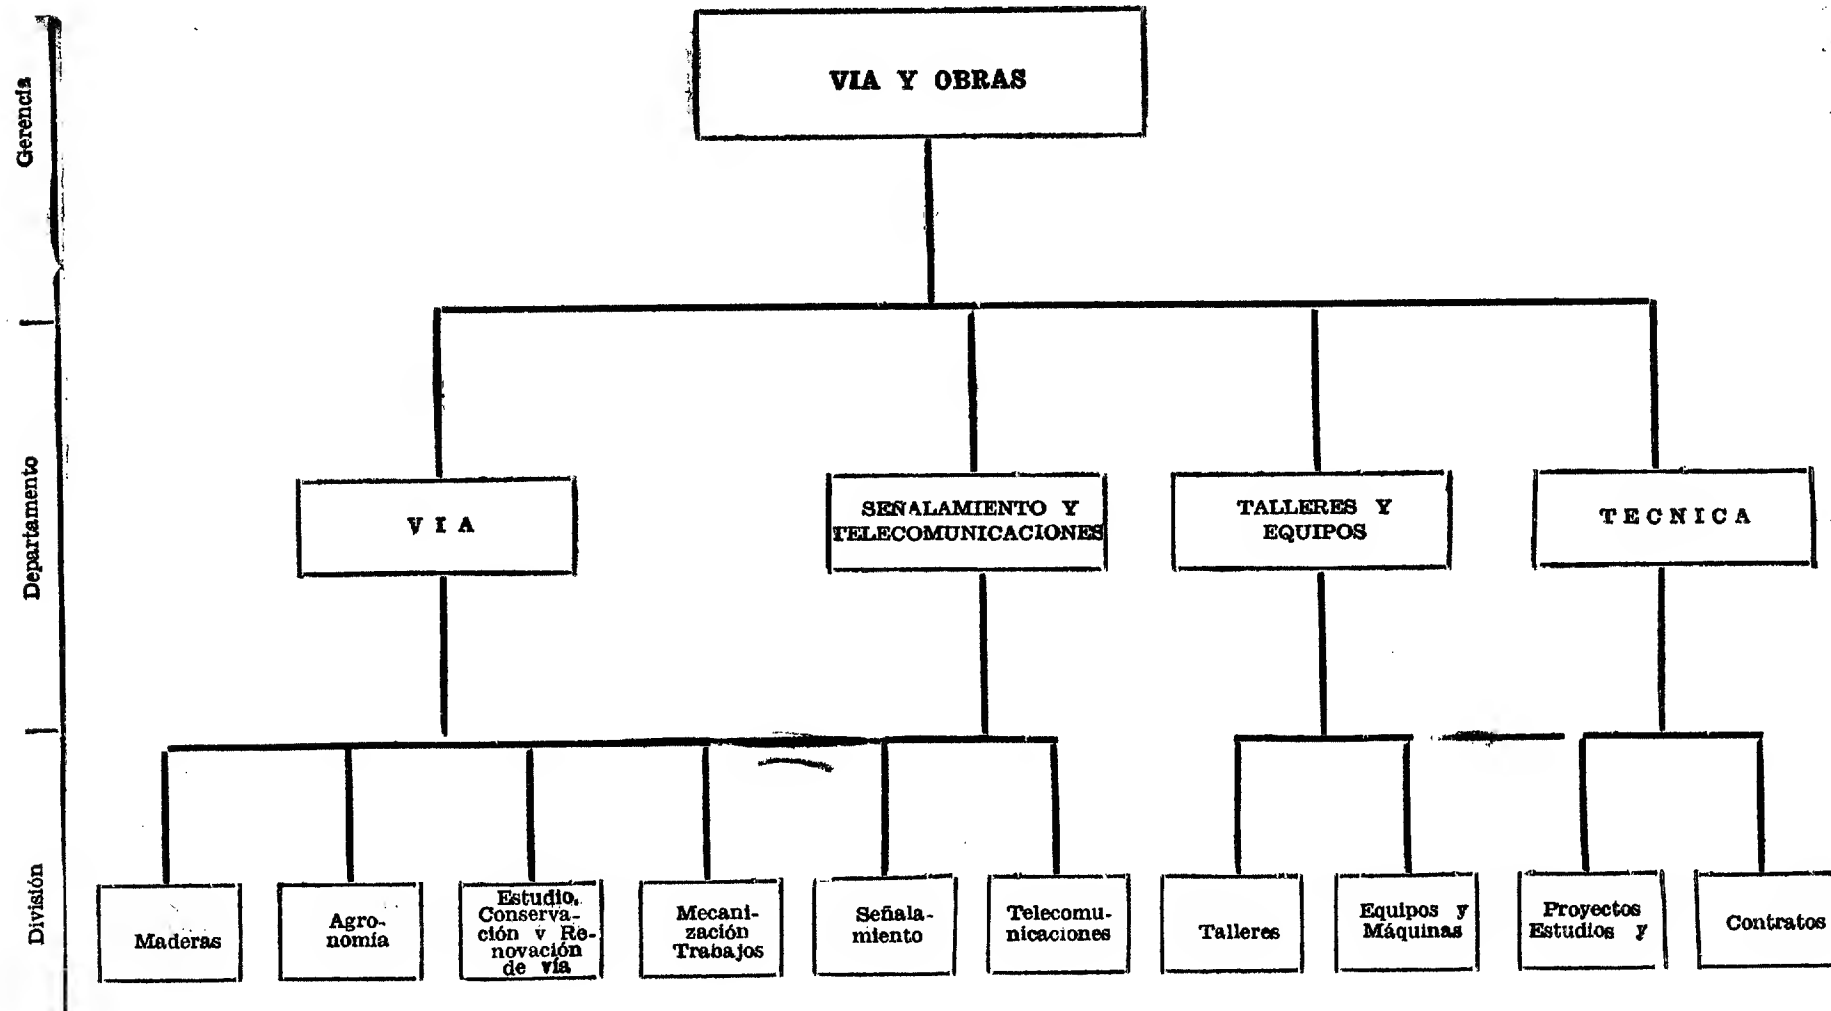 Gerencia
VIA Y OBRAS
Departamento
VIA
SEÑALAMIENTO Y
TELECOMUNICACIONES
TALLERES Y
EQUIPOS
TECNICA
División
Maderas
Agro-
nomía
Estudio,
Conserva-
ción y Re-
novación
de vía
Mecani-
zación
Trabajos
Señala-
miento
Telecomu-
nicaciones
Talleres
Equipos y
Máquinas
Proyectos
Estudios y
Contratos